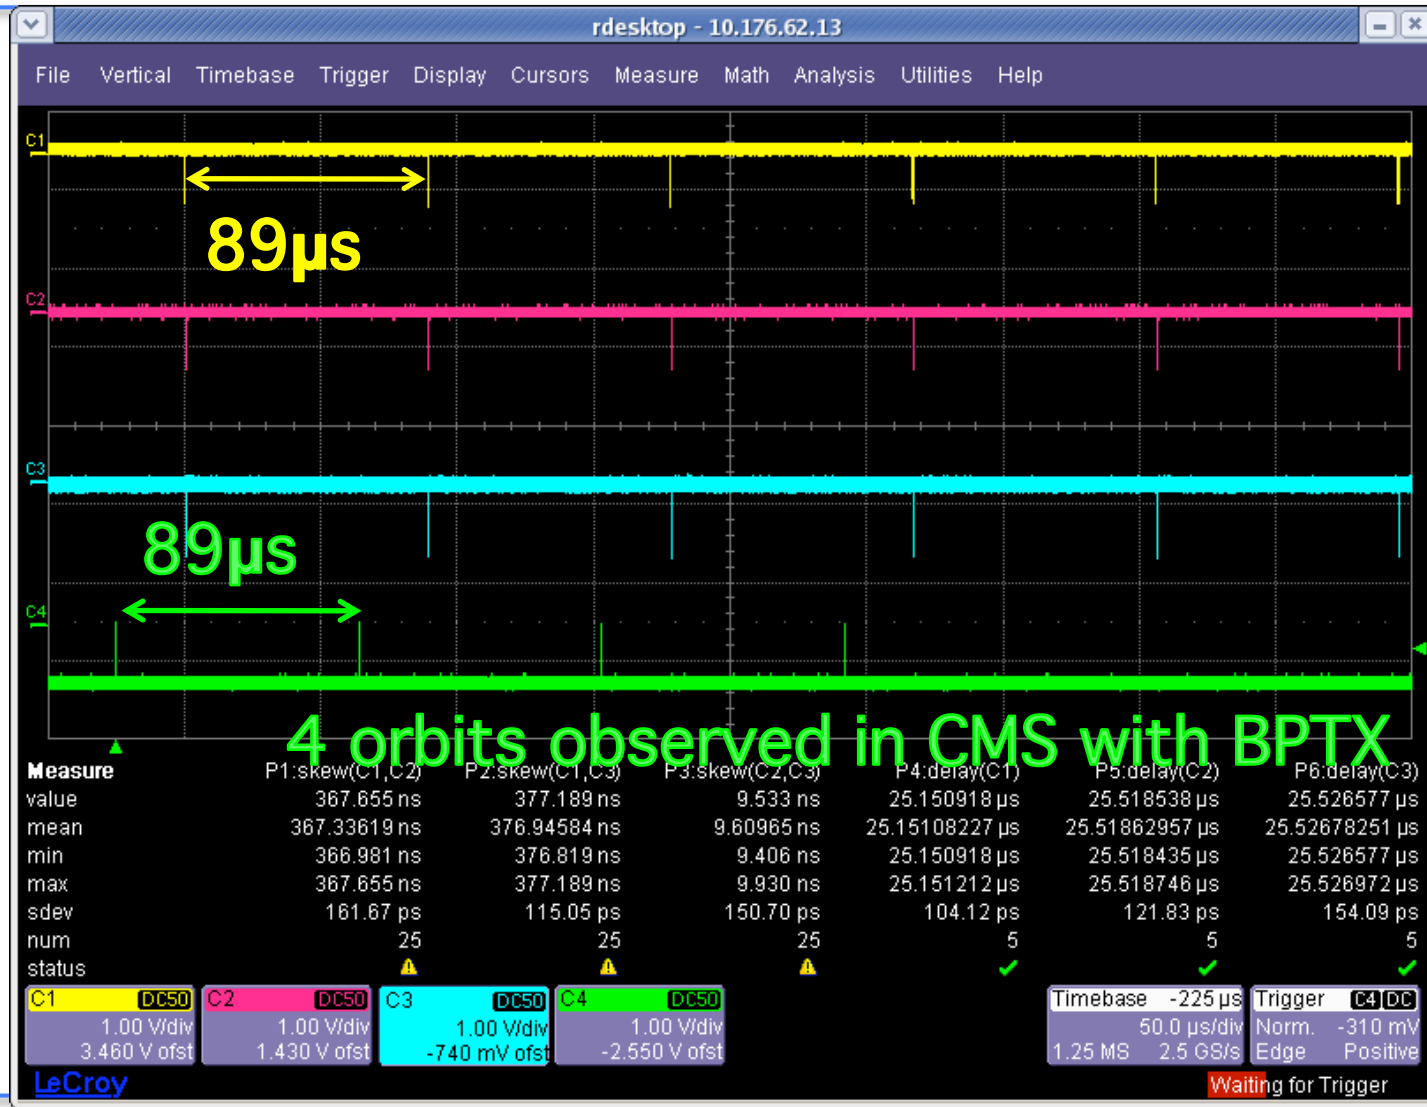 rdesktop - 10.176.62.13
File Vertical Timebase Trigger Display Cursors Measure Math Analysis Utilities Help
C1
89µs
C2
C3
89µs
C4
4 orbits observed in CMS with BPTX
Measure P1:skew(C1,C2) P2:skew(C1,C3) P3:skew(C2,C3) P4:delay(C1) P5:delay(C2) P6:delay(C3)
value 367.655 ns 377.189 ns 9.533 ns 25.150918 µs 25.518538 µs 25.526577 µs
mean 367.33619 ns 376.94584 ns 9.60965 ns 25.15108227 µs 25.51862957 µs 25.52678251 µs
min 366.981 ns 376.819 ns 9.406 ns 25.150918 µs 25.518435 µs 25.526577 µs
max 367.655 ns 377.189 ns 9.930 ns 25.151212 µs 25.518746 µs 25.526972 µs
sdev 161.67 ps 115.05 ps 150.70 ps 104.12 ps 121.83 ps 154.09 ps
num 25 25 25 5 5 5
status
C1 DC50 C2 DC50 C3 DC50 C4 DC50 Timebase -225 µs Trigger C4 DC
1.00 V/div 1.00 V/div 1.00 V/div 1.00 V/div 50.0 µs/div Norm. -310 mV
3.460 V ofst 1.430 V ofst -740 mV ofst -2.550 V ofst 1.25 MS 2.5 GS/s Edge Positive
LeCroy Waiting for Trigger